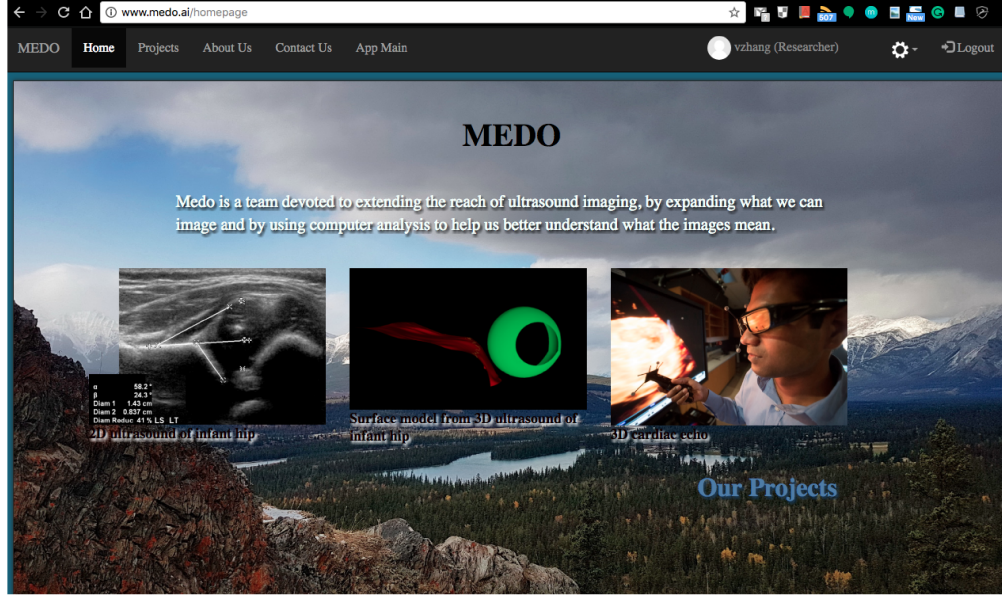 www.medo.ai/homepage
507
New
MEDO Home Projects About Us Contact Us App Main vzhang (Researcher) Logout
MEDO
Medo is a team devoted to extending the reach of ultrasound imaging, by expanding what we can
image and by using computer analysis to help us better understand what the images mean.
α 58.2 °
β 24.3 °
Diam 1 1.43 cm
Diam 2 0.837 cm
Diam Reduc 41 % LS LT
2D ultrasound of infant hip
Surface model from 3D ultrasound of
infant hip
3D cardiac echo
Our Projects